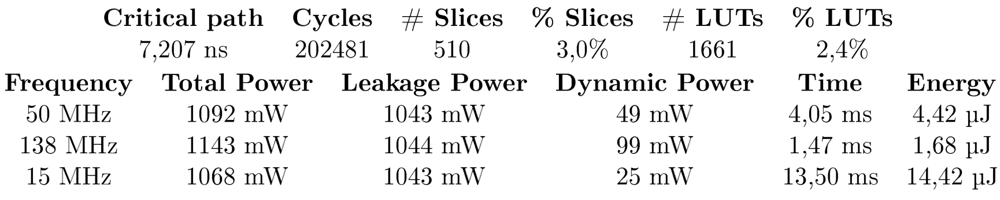 Critical path Cycles # Slices % Slices # LUTs % LUTs
7,207 ns 202481 510 3,0% 1661 2,4%
Frequency Total Power Leakage Power Dynamic Power Time Energy
50 MHz 1092 mW 1043 mW 49 mW 4,05 ms 4,42 µJ
138 MHz 1143 mW 1044 mW 99 mW 1,47 ms 1,68 µJ
15 MHz 1068 mW 1043 mW 25 mW 13,50 ms 14,42 µJ